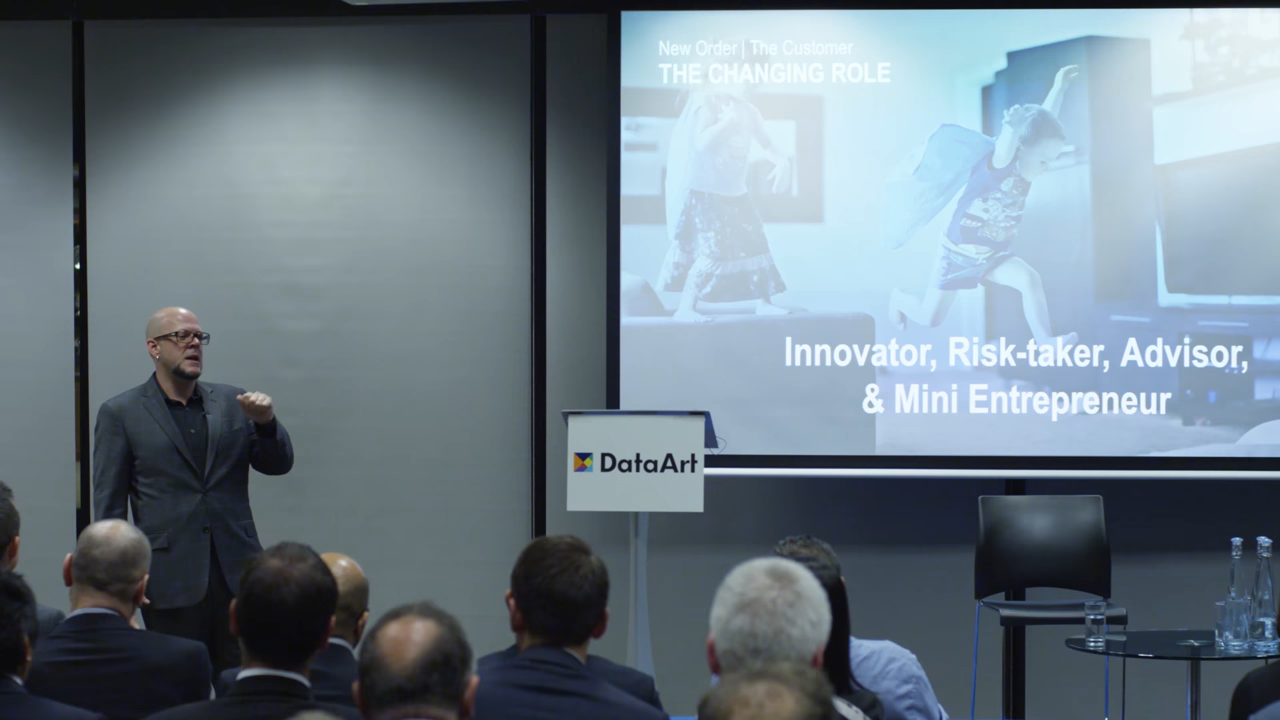 New Order | The Customer
THE CHANGING ROLE
Innovator, Risk-taker, Advisor,
& Mini Entrepreneur
DataArt